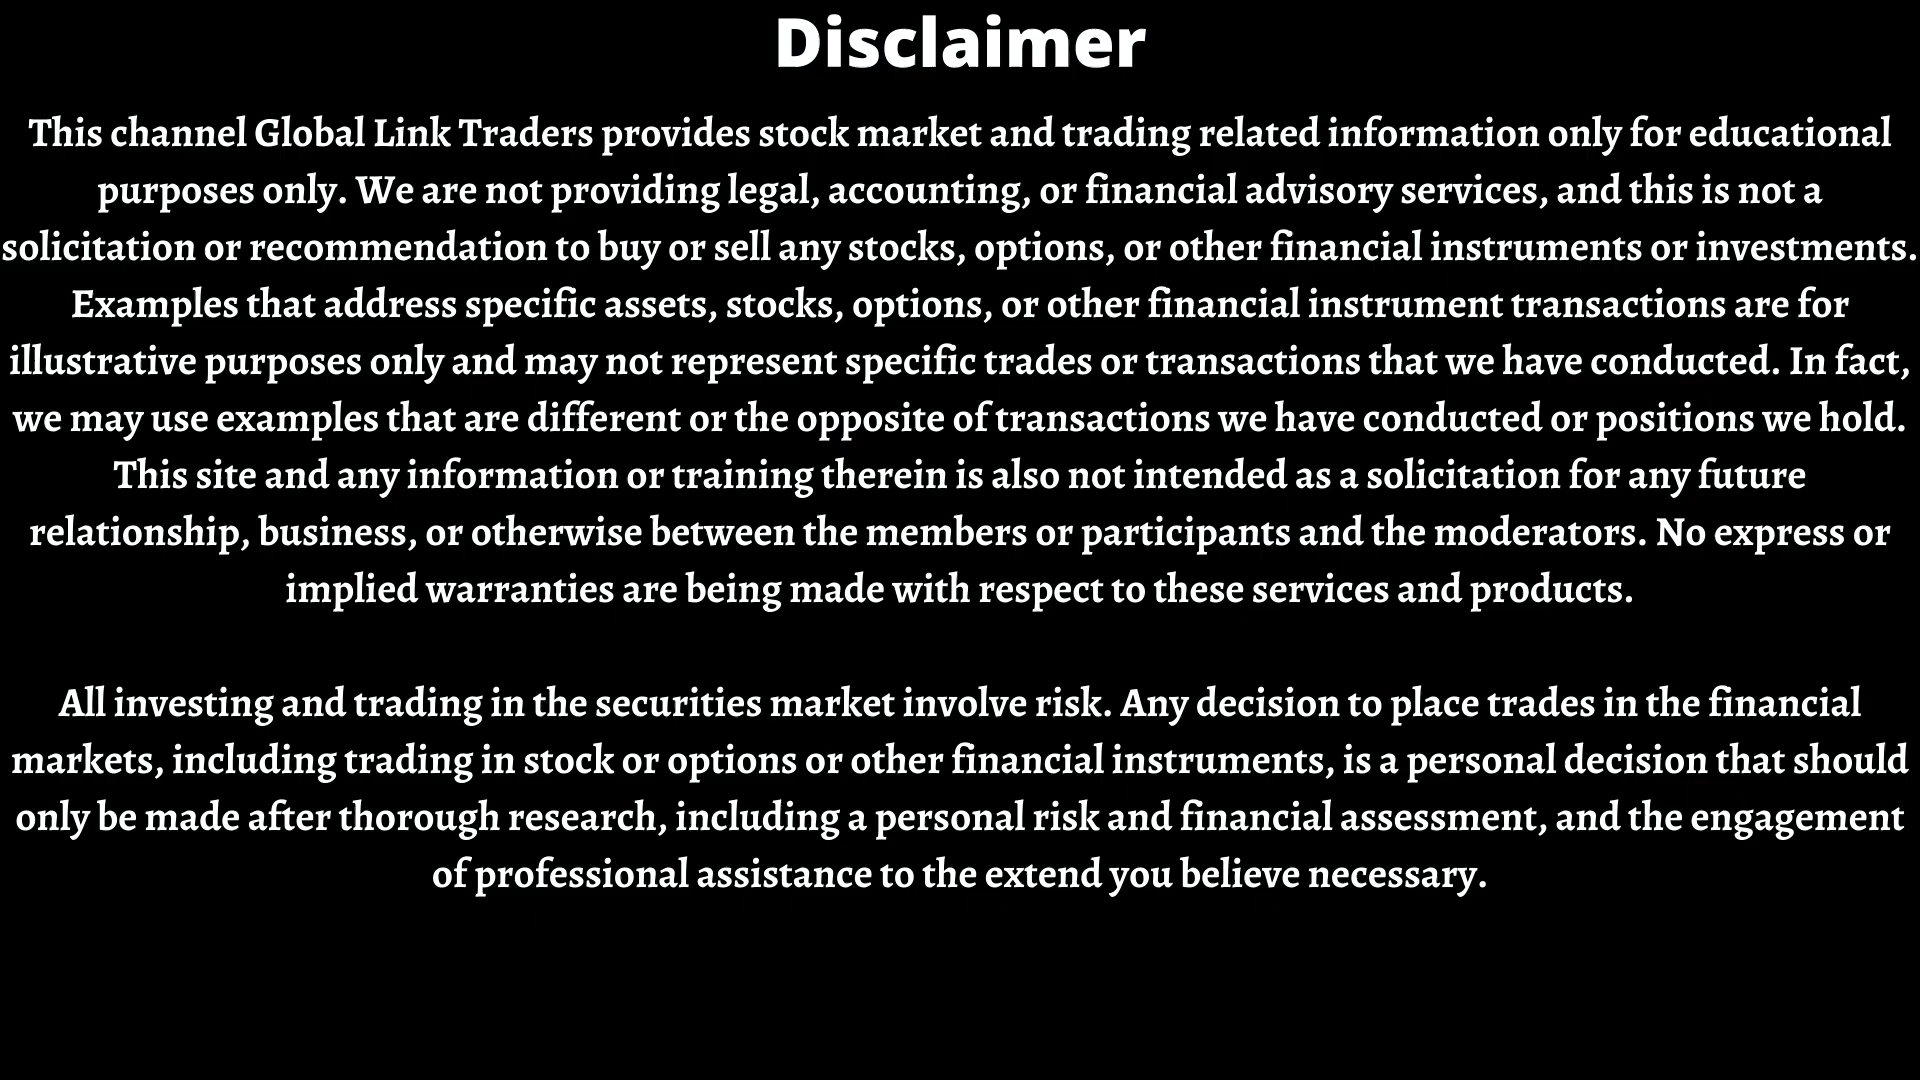 Disclaimer
This channel Global Link Traders provides stock market and trading related information only for educational
purposes only. We are not providing legal, accounting, or financial advisory services, and this is not a
solicitation or recommendation to buy or sell any stocks, options, or other financial instruments or investments.
Examples that address specific assets, stocks, options, or other financial instrument transactions are for
illustrative purposes only and may not represent specific trades or transactions that we have conducted. In fact,
we may use examples that are different or the opposite of transactions we have conducted or positions we hold.
This site and any information or training therein is also not intended as a solicitation for any future
relationship, business, or otherwise between the members or participants and the moderators. No express or
implied warranties are being made with respect to these services and products.
All investing and trading in the securities market involve risk. Any decision to place trades in the financial
markets, including trading in stock or options or other financial instruments, is a personal decision that should
only be made after thorough research, including a personal risk and financial assessment, and the engagement
of professional assistance to the extend you believe necessary.